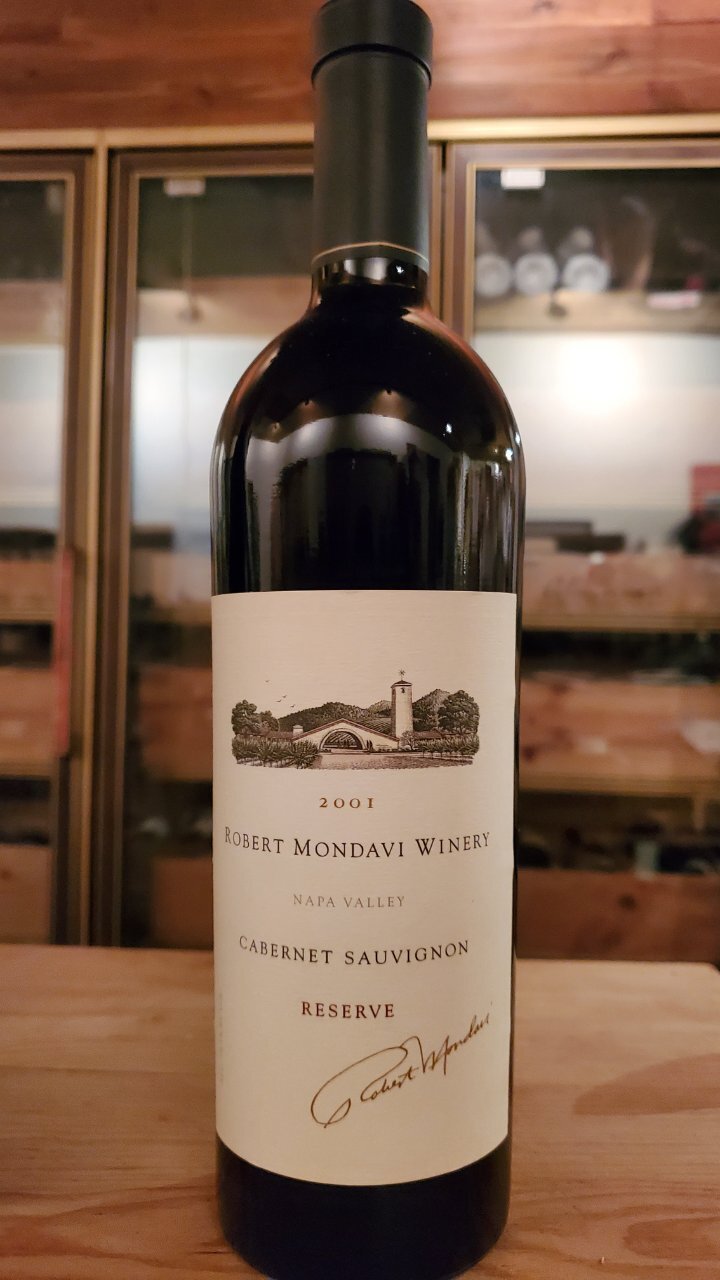 2001
ROBERT MONDAVI WINERY
NAPA VALLEY
CABERNET SAUVIGNON
RESERVE
Robert Mondavi